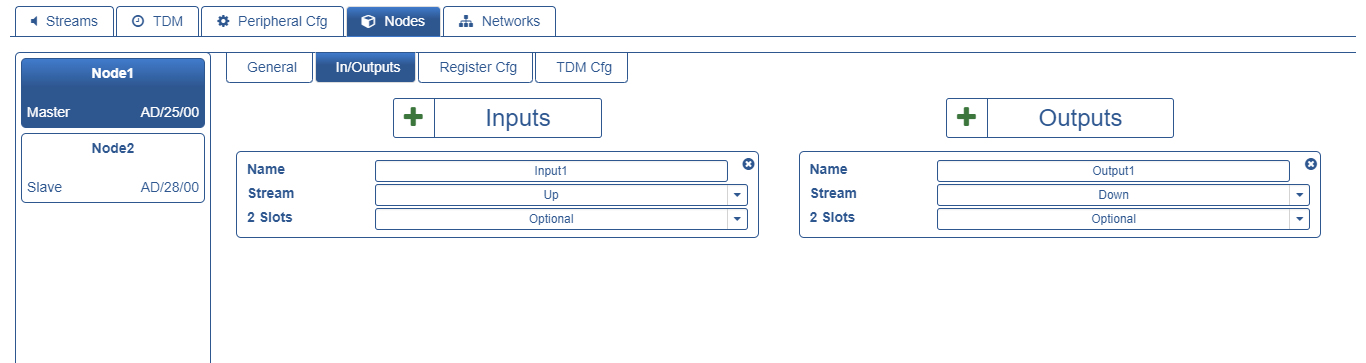 Streams TDM Peripheral Cfg Nodes Networks
Node1
Master AD/25/00
Node2
Slave AD/28/00
General In/Outputs Register Cfg TDM Cfg
Inputs
Name Input1
Stream Up
2 Slots Optional
Outputs
Name Output1
Stream Down
2 Slots Optional